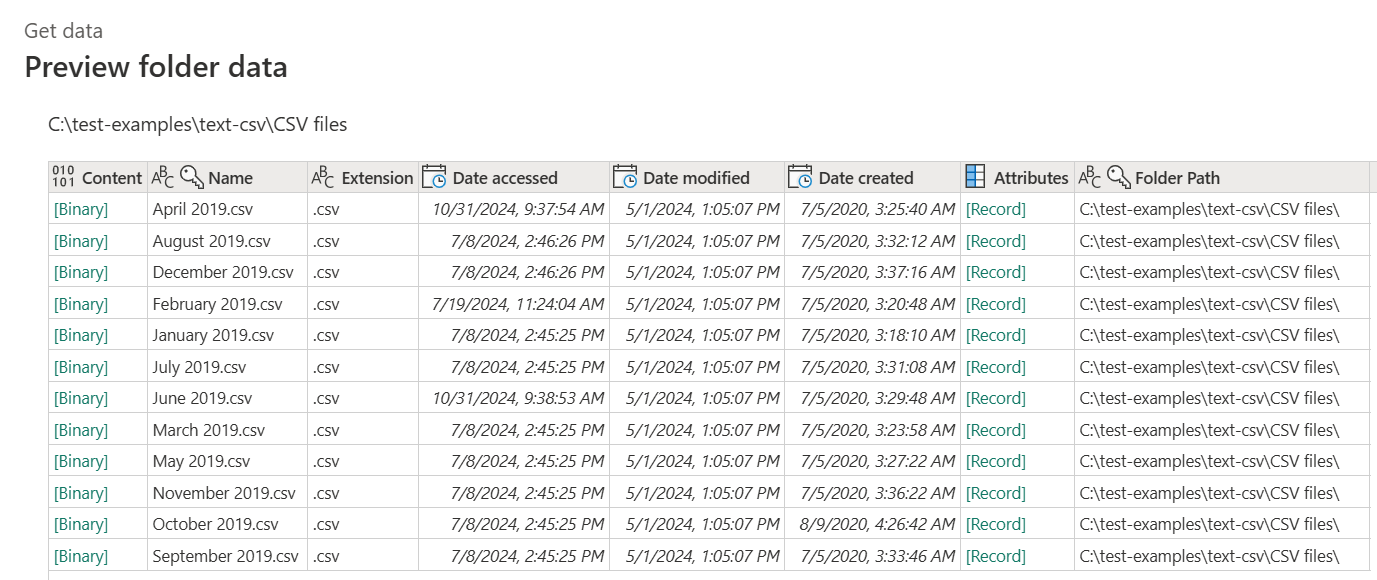 Get data
Preview folder data
C:\test-examples\text-csv\CSV files
010 101 Content ABC Name ABC Extension Date accessed Date modified Date created Attributes ABC Folder Path
[Binary] April 2019.csv .csv 10/31/2024, 9:37:54 AM 5/1/2024, 1:05:07 PM 7/5/2020, 3:25:40 AM [Record] C:\test-examples\text-csv\CSV files\
[Binary] August 2019.csv .csv 7/8/2024, 2:46:26 PM 5/1/2024, 1:05:07 PM 7/5/2020, 3:32:12 AM [Record] C:\test-examples\text-csv\CSV files\
[Binary] December 2019.csv .csv 7/8/2024, 2:46:26 PM 5/1/2024, 1:05:07 PM 7/5/2020, 3:37:16 AM [Record] C:\test-examples\text-csv\CSV files\
[Binary] February 2019.csv .csv 7/19/2024, 11:24:04 AM 5/1/2024, 1:05:07 PM 7/5/2020, 3:20:48 AM [Record] C:\test-examples\text-csv\CSV files\
[Binary] January 2019.csv .csv 7/8/2024, 2:45:25 PM 5/1/2024, 1:05:07 PM 7/5/2020, 3:18:10 AM [Record] C:\test-examples\text-csv\CSV files\
[Binary] July 2019.csv .csv 7/8/2024, 2:45:25 PM 5/1/2024, 1:05:07 PM 7/5/2020, 3:31:08 AM [Record] C:\test-examples\text-csv\CSV files\
[Binary] June 2019.csv .csv 10/31/2024, 9:38:53 AM 5/1/2024, 1:05:07 PM 7/5/2020, 3:29:48 AM [Record] C:\test-examples\text-csv\CSV files\
[Binary] March 2019.csv .csv 7/8/2024, 2:45:25 PM 5/1/2024, 1:05:07 PM 7/5/2020, 3:23:58 AM [Record] C:\test-examples\text-csv\CSV files\
[Binary] May 2019.csv .csv 7/8/2024, 2:45:25 PM 5/1/2024, 1:05:07 PM 7/5/2020, 3:27:22 AM [Record] C:\test-examples\text-csv\CSV files\
[Binary] November 2019.csv .csv 7/8/2024, 2:45:25 PM 5/1/2024, 1:05:07 PM 7/5/2020, 3:36:22 AM [Record] C:\test-examples\text-csv\CSV files\
[Binary] October 2019.csv .csv 7/8/2024, 2:45:25 PM 5/1/2024, 1:05:07 PM 8/9/2020, 4:26:42 AM [Record] C:\test-examples\text-csv\CSV files\
[Binary] September 2019.csv .csv 7/8/2024, 2:45:25 PM 5/1/2024, 1:05:07 PM 7/5/2020, 3:33:46 AM [Record] C:\test-examples\text-csv\CSV files\